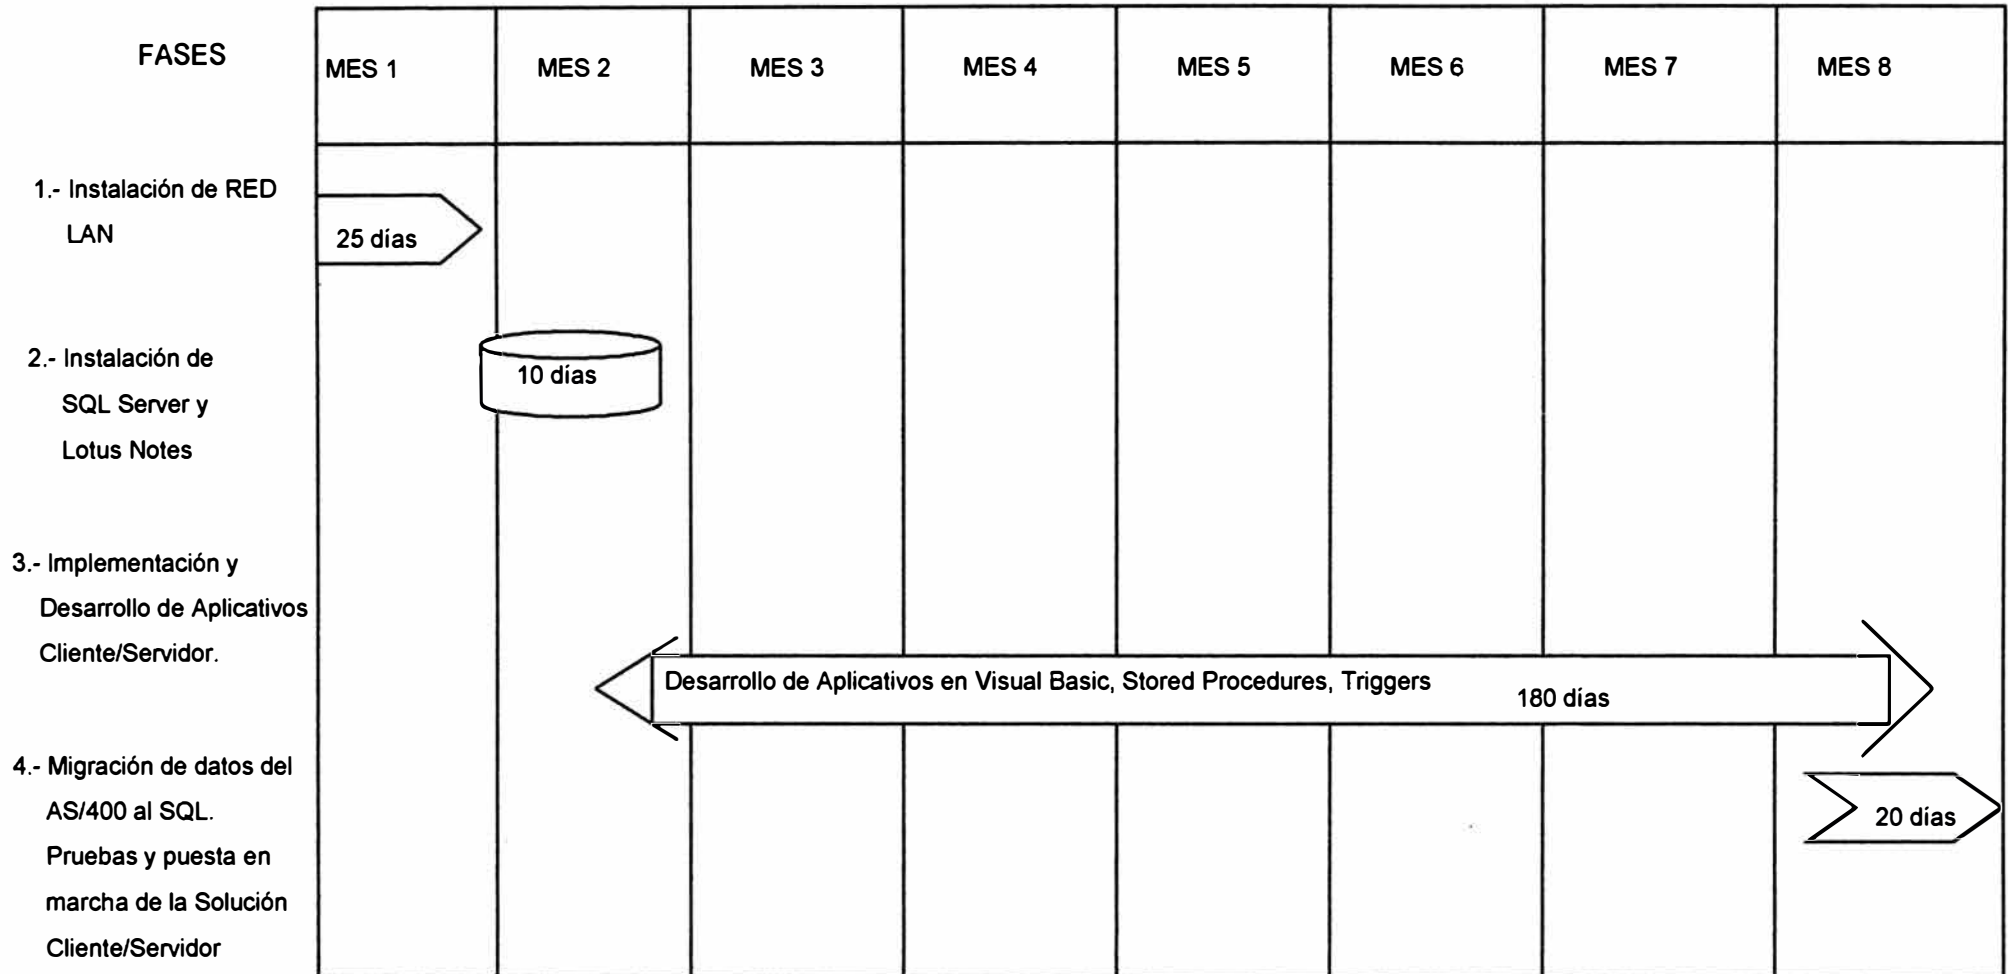 FASES
MES 1
MES 2
MES 3
MES 4
MES 5
MES 6
MES 7
MES 8
1.- Instalación de RED
LAN
25 días
2.- Instalación de
SQL Server y
Lotus Notes
10 días
3.- Implementación y
Desarrollo de Aplicativos
Cliente/Servidor.
Desarrollo de Aplicativos en Visual Basic, Stored Procedures, Triggers
180 días
4.- Migración de datos del
AS/400 al SQL.
Pruebas y puesta en
marcha de la Solución
Cliente/Servidor
20 días